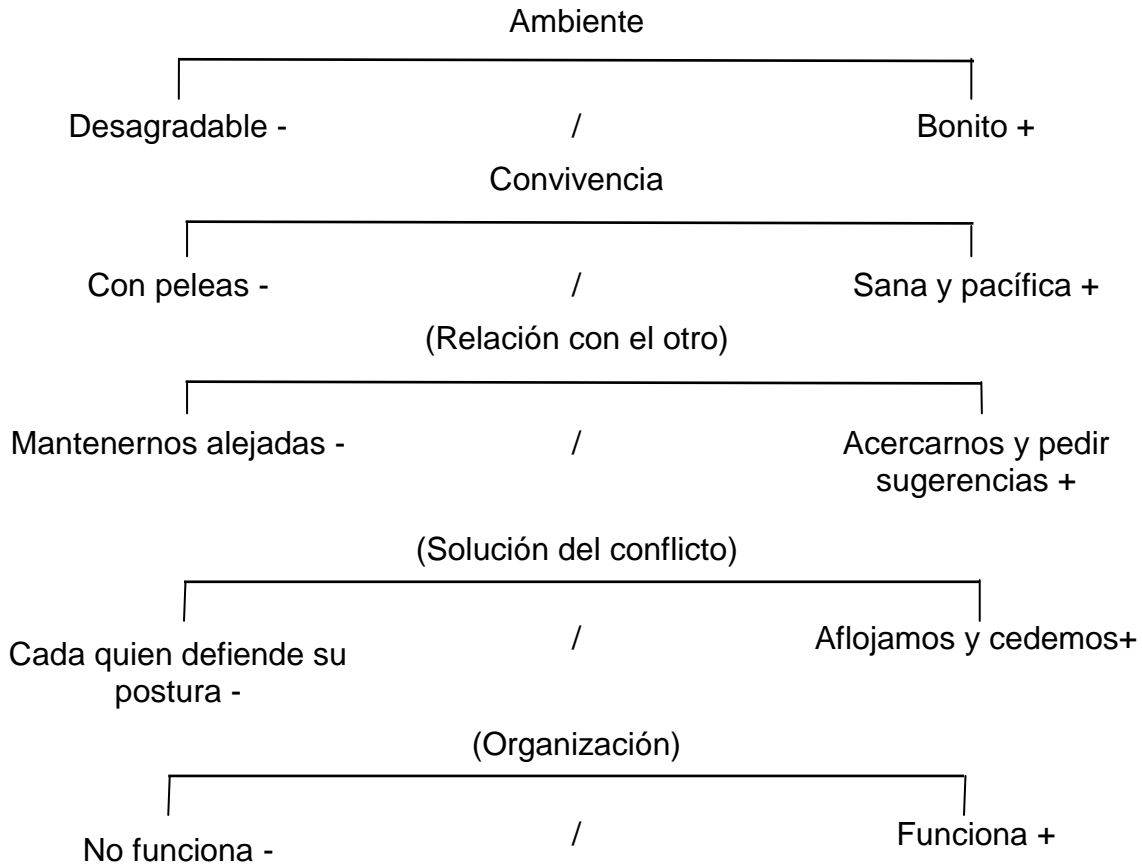 Ambiente
Desagradable - / Bonito +
Convivencia
Con peleas - / Sana y pacífica +
(Relación con el otro)
Mantenernos alejadas - / Acercarnos y pedir
sugerencias +
(Solución del conflicto)
Cada quien defiende su
postura -
/
Aflojamos y cedemos+
(Organización)
No funciona - / Funciona +